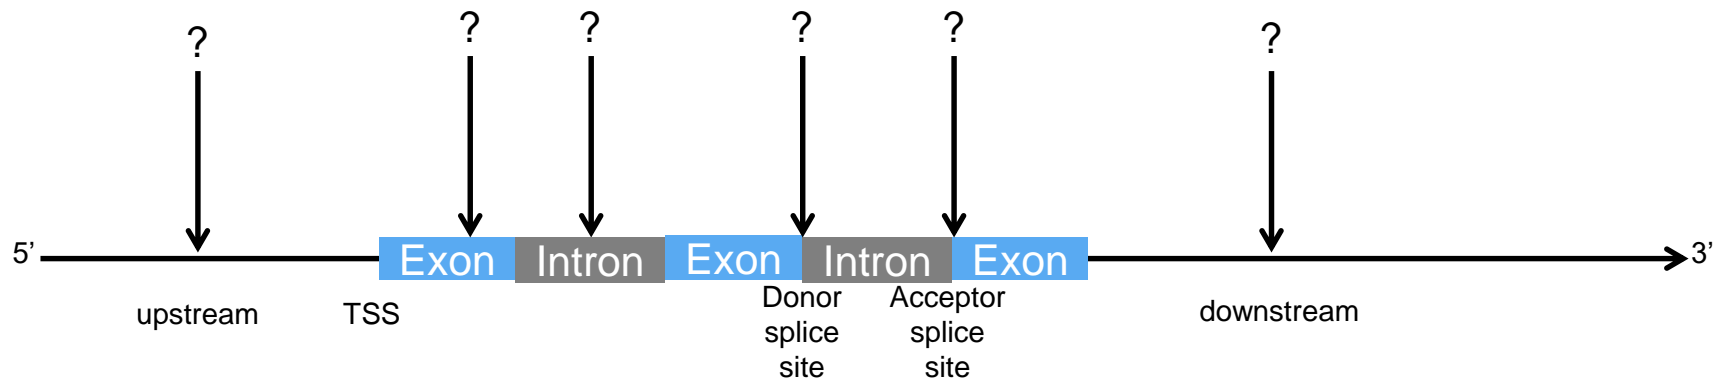 ? ? ? ? ? ?
5’ Exon Intron Exon Intron Exon 3’
upstream TSS Donor splice site Acceptor splice site downstream